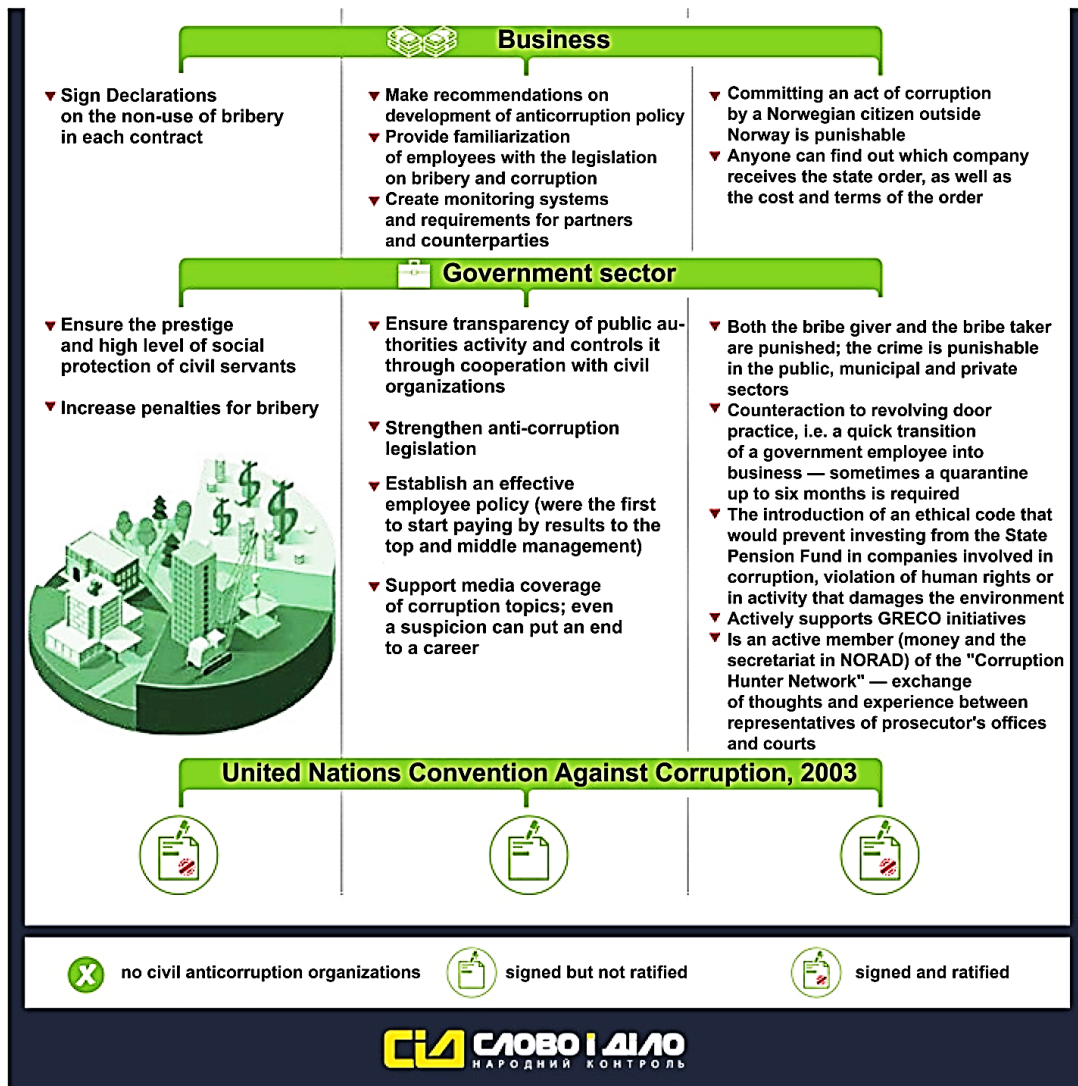 Business
Sign Declarations
on the non-use of bribery
in each contract
Make recommendations on
development of anticorruption policy
Provide familiarization
of employees with the legislation
on bribery and corruption
Create monitoring systems
and requirements for partners
and counterparties
Committing an act of corruption
by a Norwegian citizen outside
Norway is punishable
Anyone can find out which company
receives the state order, as well as
the cost and terms of the order
Government sector
Ensure the prestige
and high level of social
protection of civil servants
Increase penalties for bribery
Ensure transparency of public au-
thorities activity and controls it
through cooperation with civil
organizations
Strengthen anti-corruption
legislation
Establish an effective
employee policy (were the first
to start paying by results to the
top and middle management)
Support media coverage
of corruption topics; even
a suspicion can put an end
to a career
Both the bribe giver and the bribe taker
are punished; the crime is punishable
in the public, municipal and private
sectors
Counteraction to revolving door
practice, i.e. a quick transition
of a government employee into
business — sometimes a quarantine
up to six months is required
The introduction of an ethical code that
would prevent investing from the State
Pension Fund in companies involved in
corruption, violation of human rights or
in activity that damages the environment
Actively supports GRECO initiatives
Is an active member (money and the
secretariat in NORAD) of the "Corruption
Hunter Network" — exchange
of thoughts and experience between
representatives of prosecutor's offices
and courts
United Nations Convention Against Corruption, 2003
X no civil anticorruption organizations
signed but not ratified
signed and ratified
СІД СЛОВО І ДІЛО
НАРОДНИЙ КОНТРОЛЬ